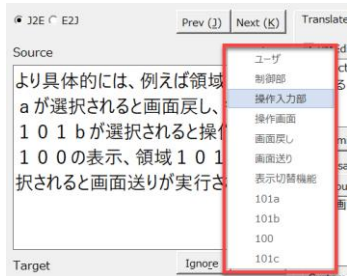 J2E E2J Prev (J) Next (K) Translate
Source
より具体的には、例えば領域
ａが選択されると画面戻し、
１０１ｂが選択されると操作
１００の表示、領域１０１
択されると画面送りが実行さ
ユーザ
制御部
操作入力部
操作画面
画面戻し
画面送り
表示切替機能
101a
101b
100
101c
Target Ignore